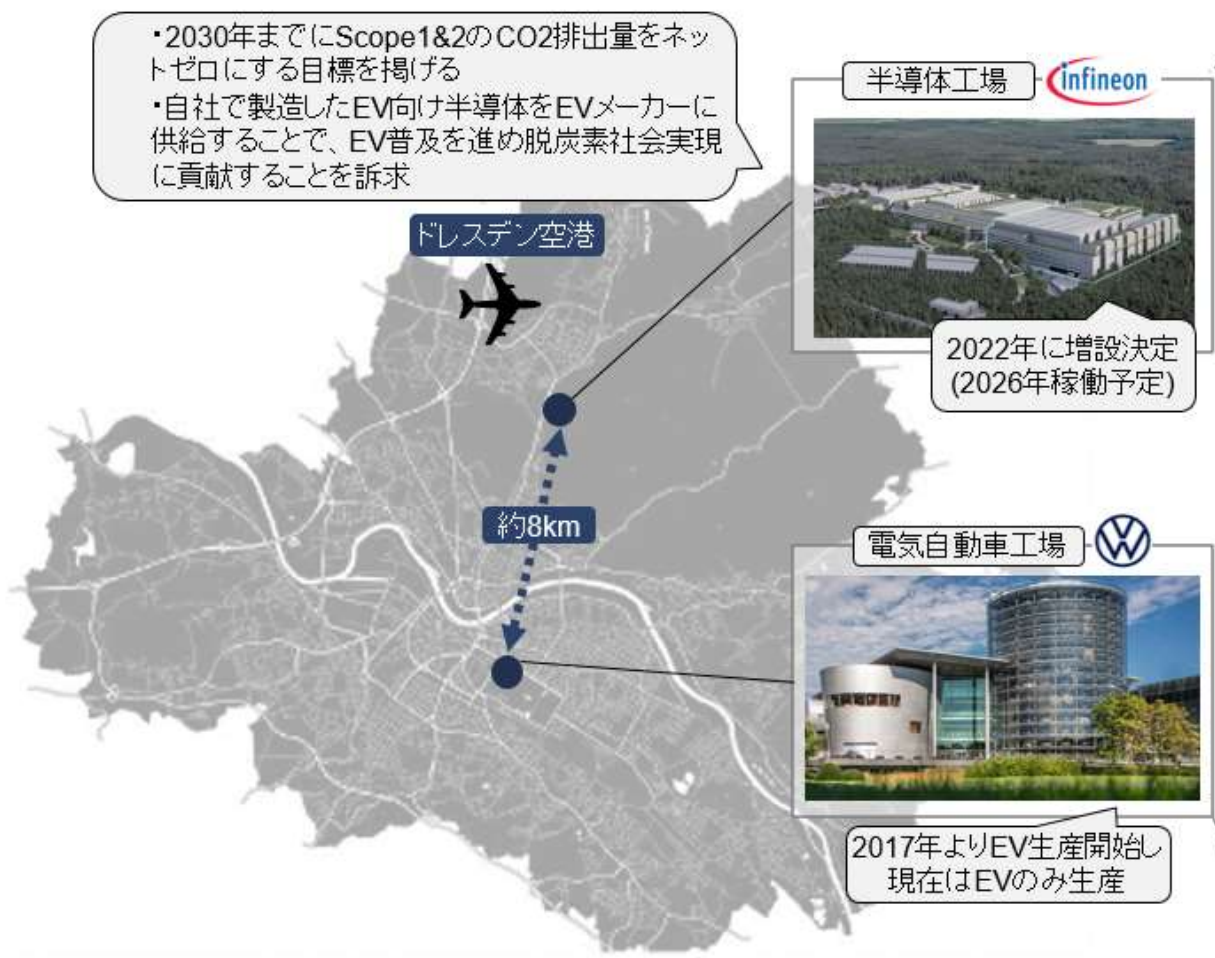 ・2030年までにScope1&2のCO2排出量をネッ
トゼロにする目標を掲げる
・自社で製造したEV向け半導体をEVメーカーに
供給することで、EV普及を進め脱炭素社会実現
に貢献することを訴求
半導体工場
infineon
ドレスデン空港
2022年に増設決定
(2026年稼働予定)
約8km
電気自動車工場
2017年よりEV生産開始し
現在はEVのみ生産